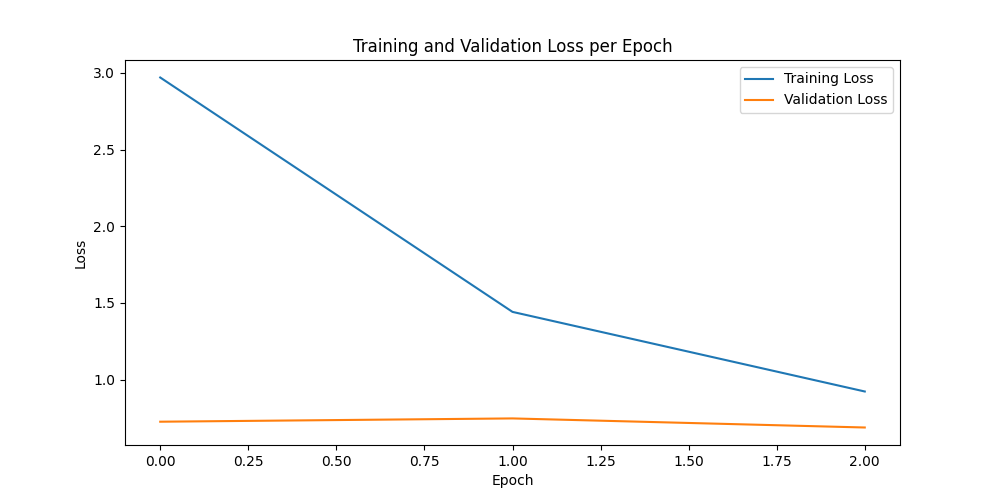 Training and Validation Loss per Epoch
Training Loss
Validation Loss
3.0
2.5
2.0
1.5
1.0
Loss
0.00 0.25 0.50 0.75 1.00 1.25 1.50 1.75 2.00
Epoch